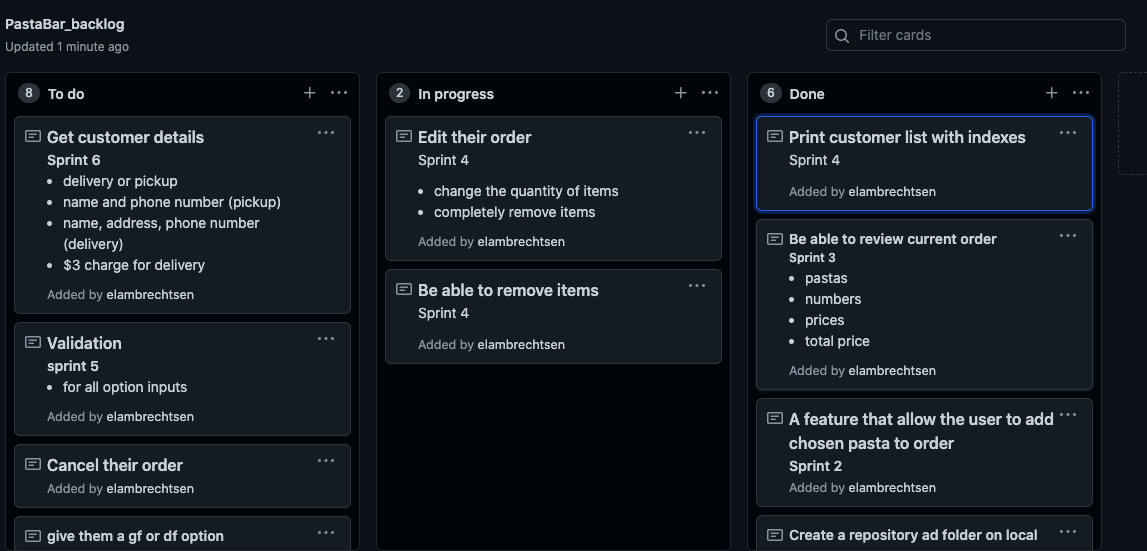 PastaBar_backlog
Updated 1 minute ago
Filter cards
8 To do
Get customer details
Sprint 6
• delivery or pickup
• name and phone number (pickup)
• name, address, phone number
(delivery)
• $3 charge for delivery
Added by elambrechtsen
Validation
sprint 5
• for all option inputs
Added by elambrechtsen
Cancel their order
Added by elambrechtsen
give them a gf or df option
2 In progress
Edit their order
Sprint 4
• change the quantity of items
• completely remove items
Added by elambrechtsen
Be able to remove items
Sprint 4
Added by elambrechtsen
6 Done
Print customer list with indexes
Sprint 4
Added by elambrechtsen
Be able to review current order
Sprint 3
• pastas
• numbers
• prices
• total price
Added by elambrechtsen
A feature that allow the user to add
chosen pasta to order
Sprint 2
Added by elambrechtsen
Create a repository ad folder on local